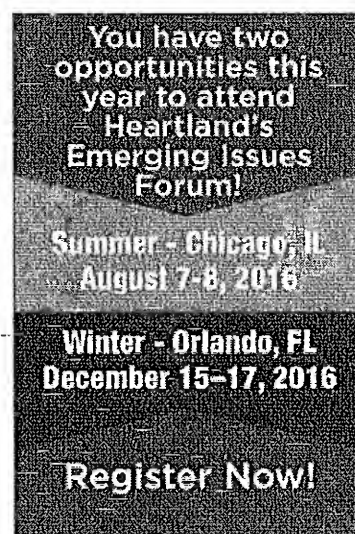 You have two
opportunities this
year to attend
Heartland's
Emerging Issues
Forum!
Summer - Chicago, IL
August 7-8, 2016
Winter - Orlando, FL
December 15–17, 2016
Register Now!